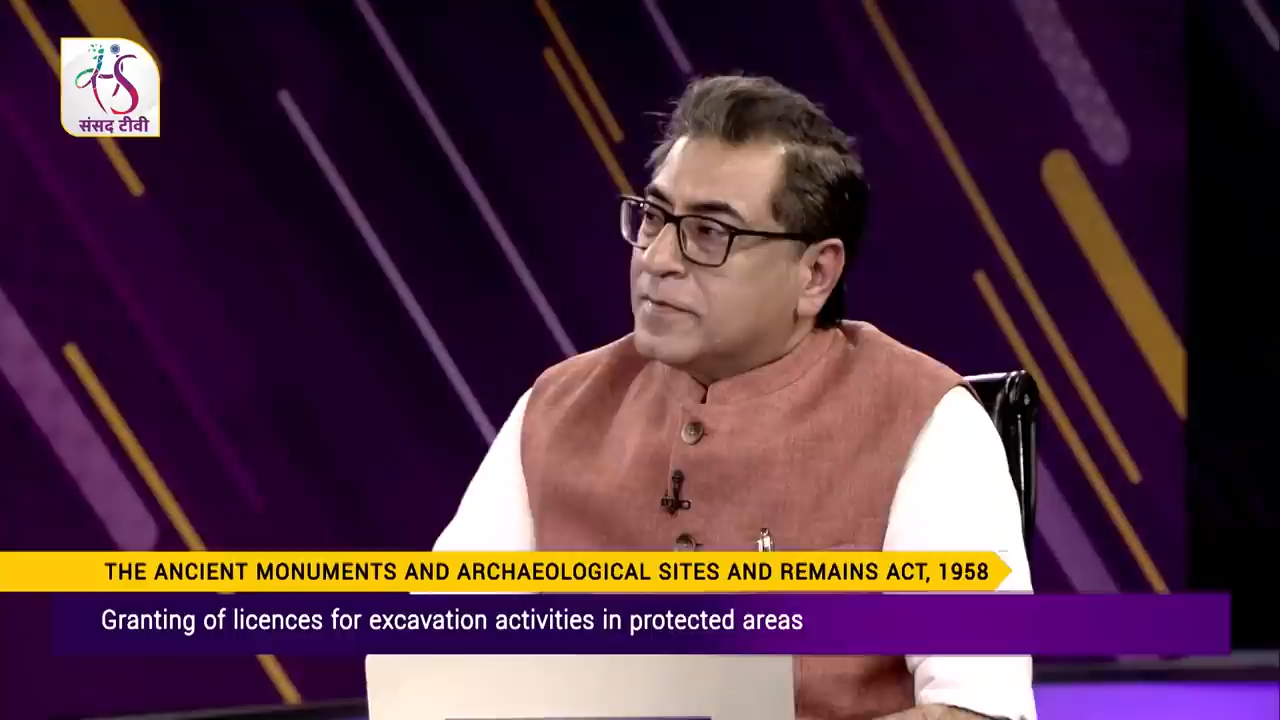 संसद टीवी
THE ANCIENT MONUMENTS AND ARCHAEOLOGICAL SITES AND REMAINS ACT, 1958
Granting of licences for excavation activities in protected areas